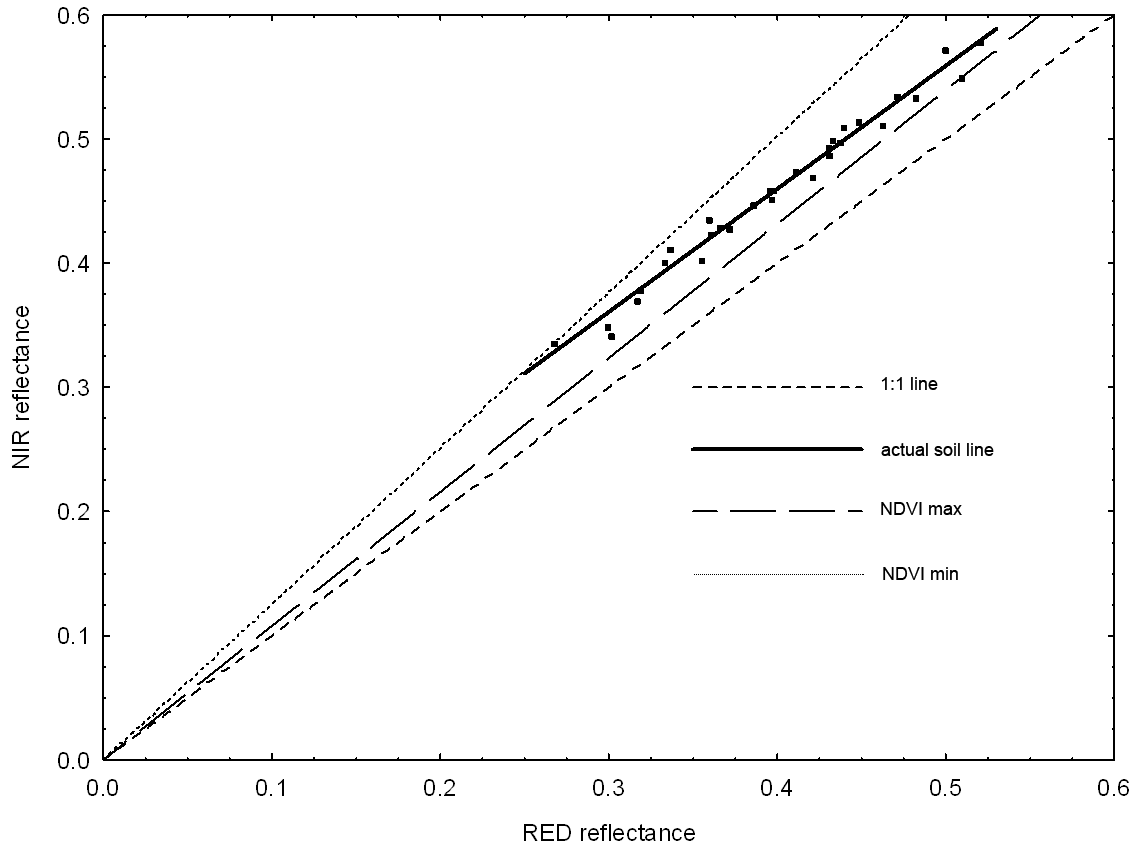 0.6
0.5
0.4
0.3
0.2
0.1
0.0
NIR reflectance
1:1 line
actual soil line
NDVI max
NDVI min
0.0 0.1 0.2 0.3 0.4 0.5 0.6
RED reflectance